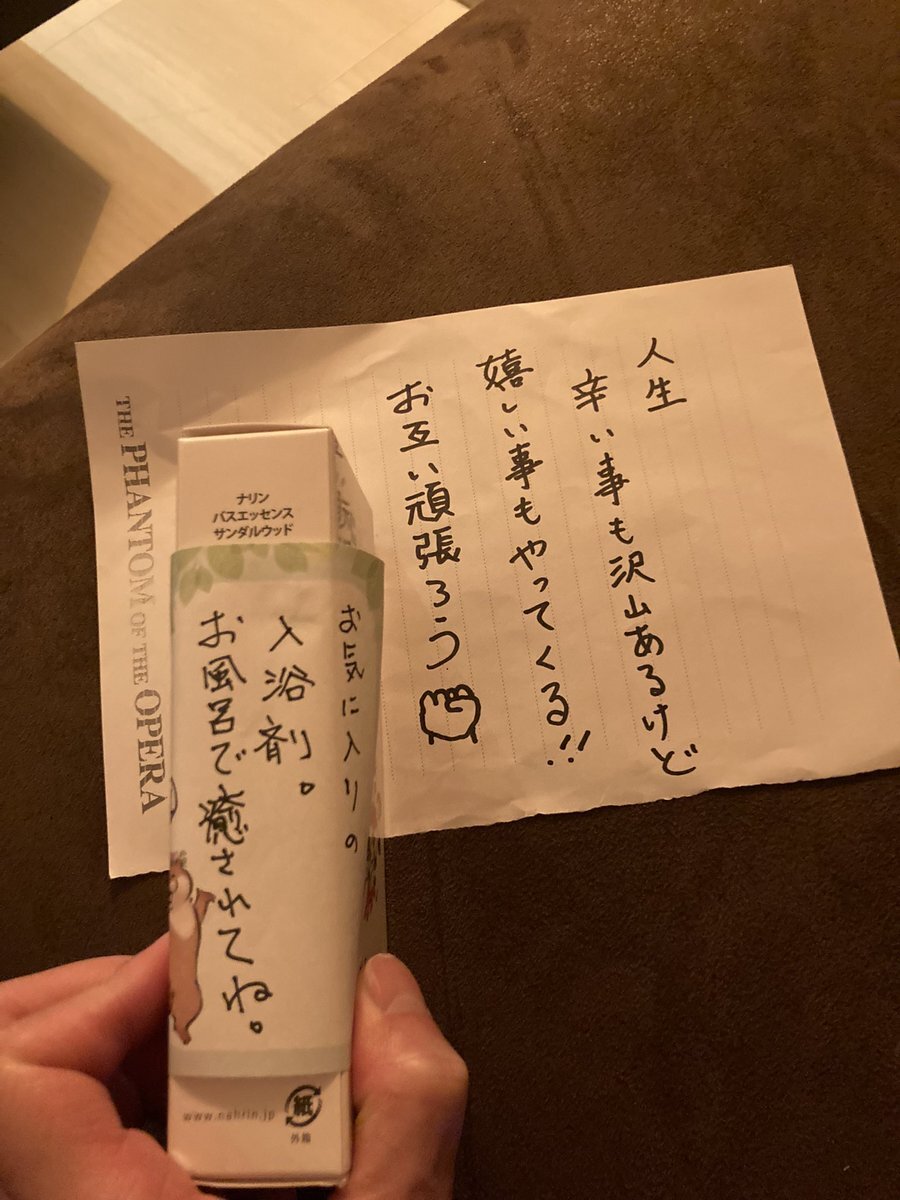 人生
辛い事も沢山あるけど
嬉しい事もやってくる!!
お互い頑張ろう
THE PHANTOM OF THE OPERA
ナリン
バスエッセンス
サンダルウッド
お気に入りの
入浴剤。
お風呂で癒されてね。
www.nahrin.jp
紙
外箱